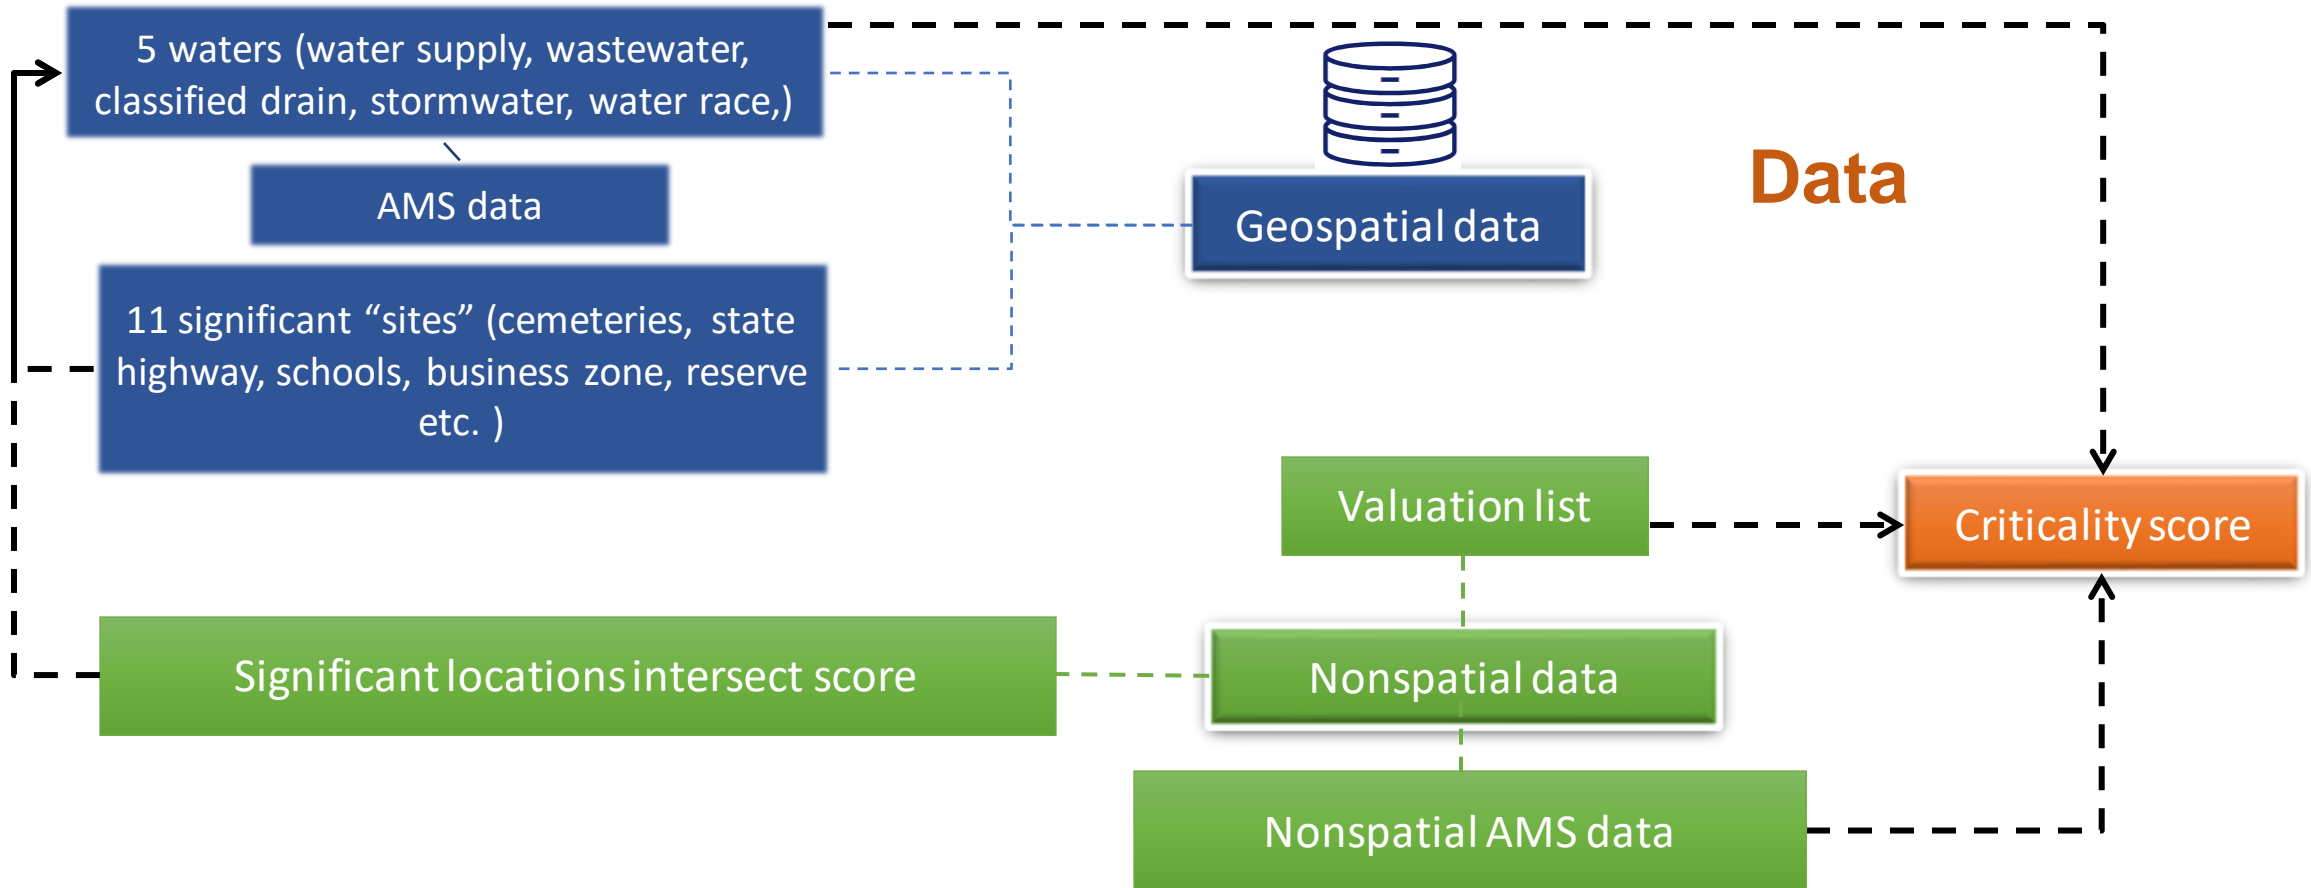 5 waters (water supply, wastewater,
classified drain, stormwater, water race,)
AMS data
Geospatial data
Data
11 significant “sites” (cemeteries, state
highway, schools, business zone, reserve
etc. )
Valuation list
Criticality score
Significant locations intersect score
Nonspatial data
Nonspatial AMS data